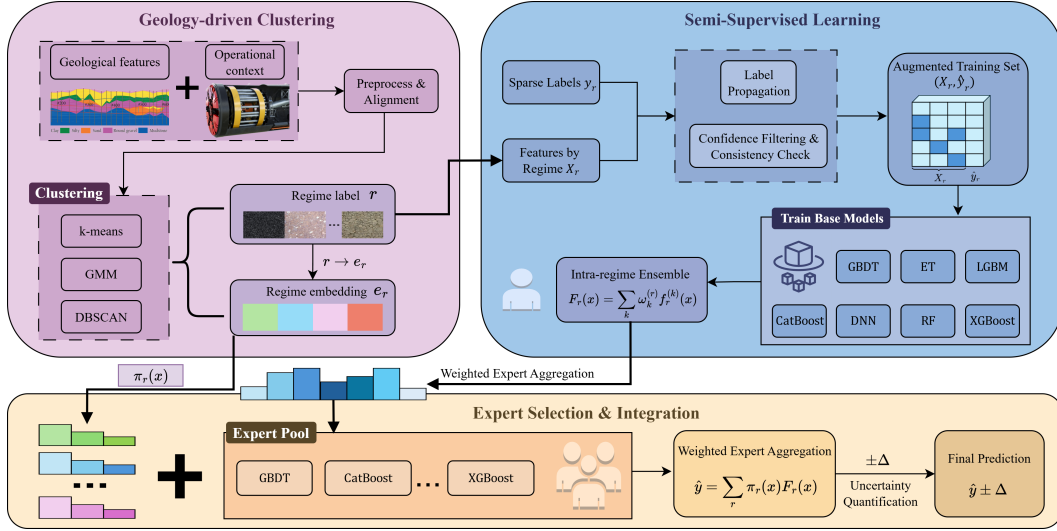 Geology-driven Clustering
Geological features
Operational
context
Preprocess &
Alignment
Clustering
k-means
GMM
DBSCAN
Regime label r
...
r → e_r
Regime embedding e_r
π_r(x)
Semi-Supervised Learning
Sparse Labels y_r
Features by
Regime X_r
Label
Propagation
Confidence Filtering &
Consistency Check
Augmented Training Set
(X_r, ŷ_r)
X_r ŷ_r
Train Base Models
GBDT ET LGBM
CatBoost DNN RF XGBoost
Intra-regime Ensemble
F_r(x) = ∑_k ω_k^(r) f_r^(k)(x)
Weighted Expert Aggregation
Expert Selection & Integration
Expert Pool
GBDT CatBoost ... XGBoost
Weighted Expert Aggregation
ŷ = ∑_r π_r(x)F_r(x)
±Δ
Uncertainty
Quantification
Final Prediction
ŷ ± Δ